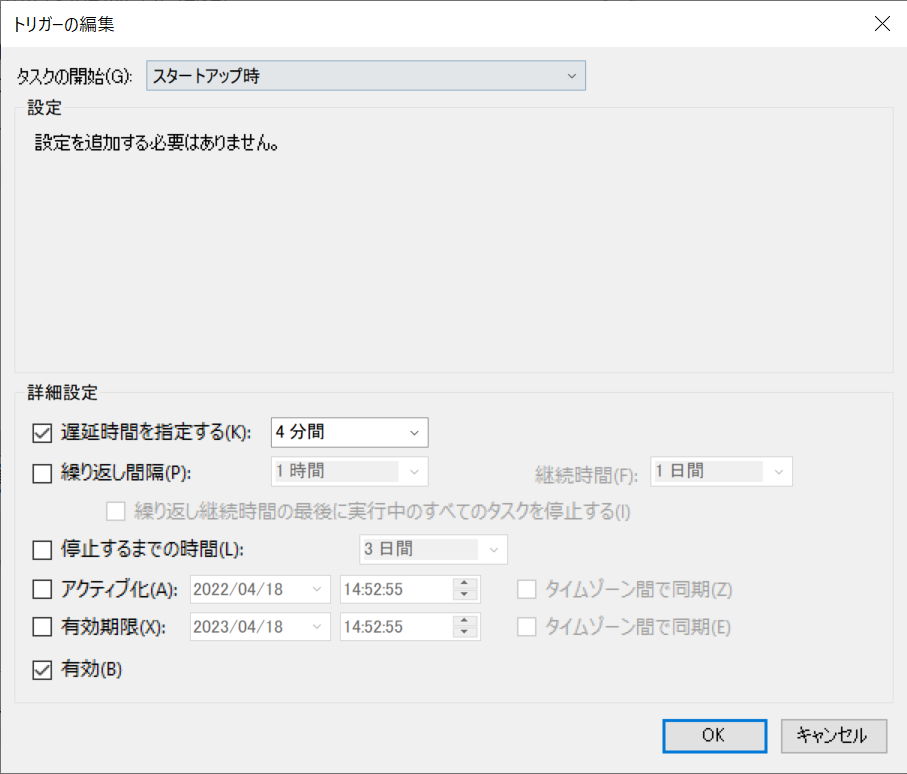 トリガーの編集
タスクの開始(G): スタートアップ時
設定
設定を追加する必要はありません。
詳細設定
遅延時間を指定する(K): 4 分間
繰り返し間隔(P): 1 時間 継続時間(F): 1 日間
繰り返し継続時間の最後に実行中のすべてのタスクを停止する(I)
停止するまでの時間(L): 3 日間
アクティブ化(A): 2022/04/18 14:52:55 タイムゾーン間で同期(Z)
有効期限(X): 2023/04/18 14:52:55 タイムゾーン間で同期(E)
有効(B)
OK キャンセル